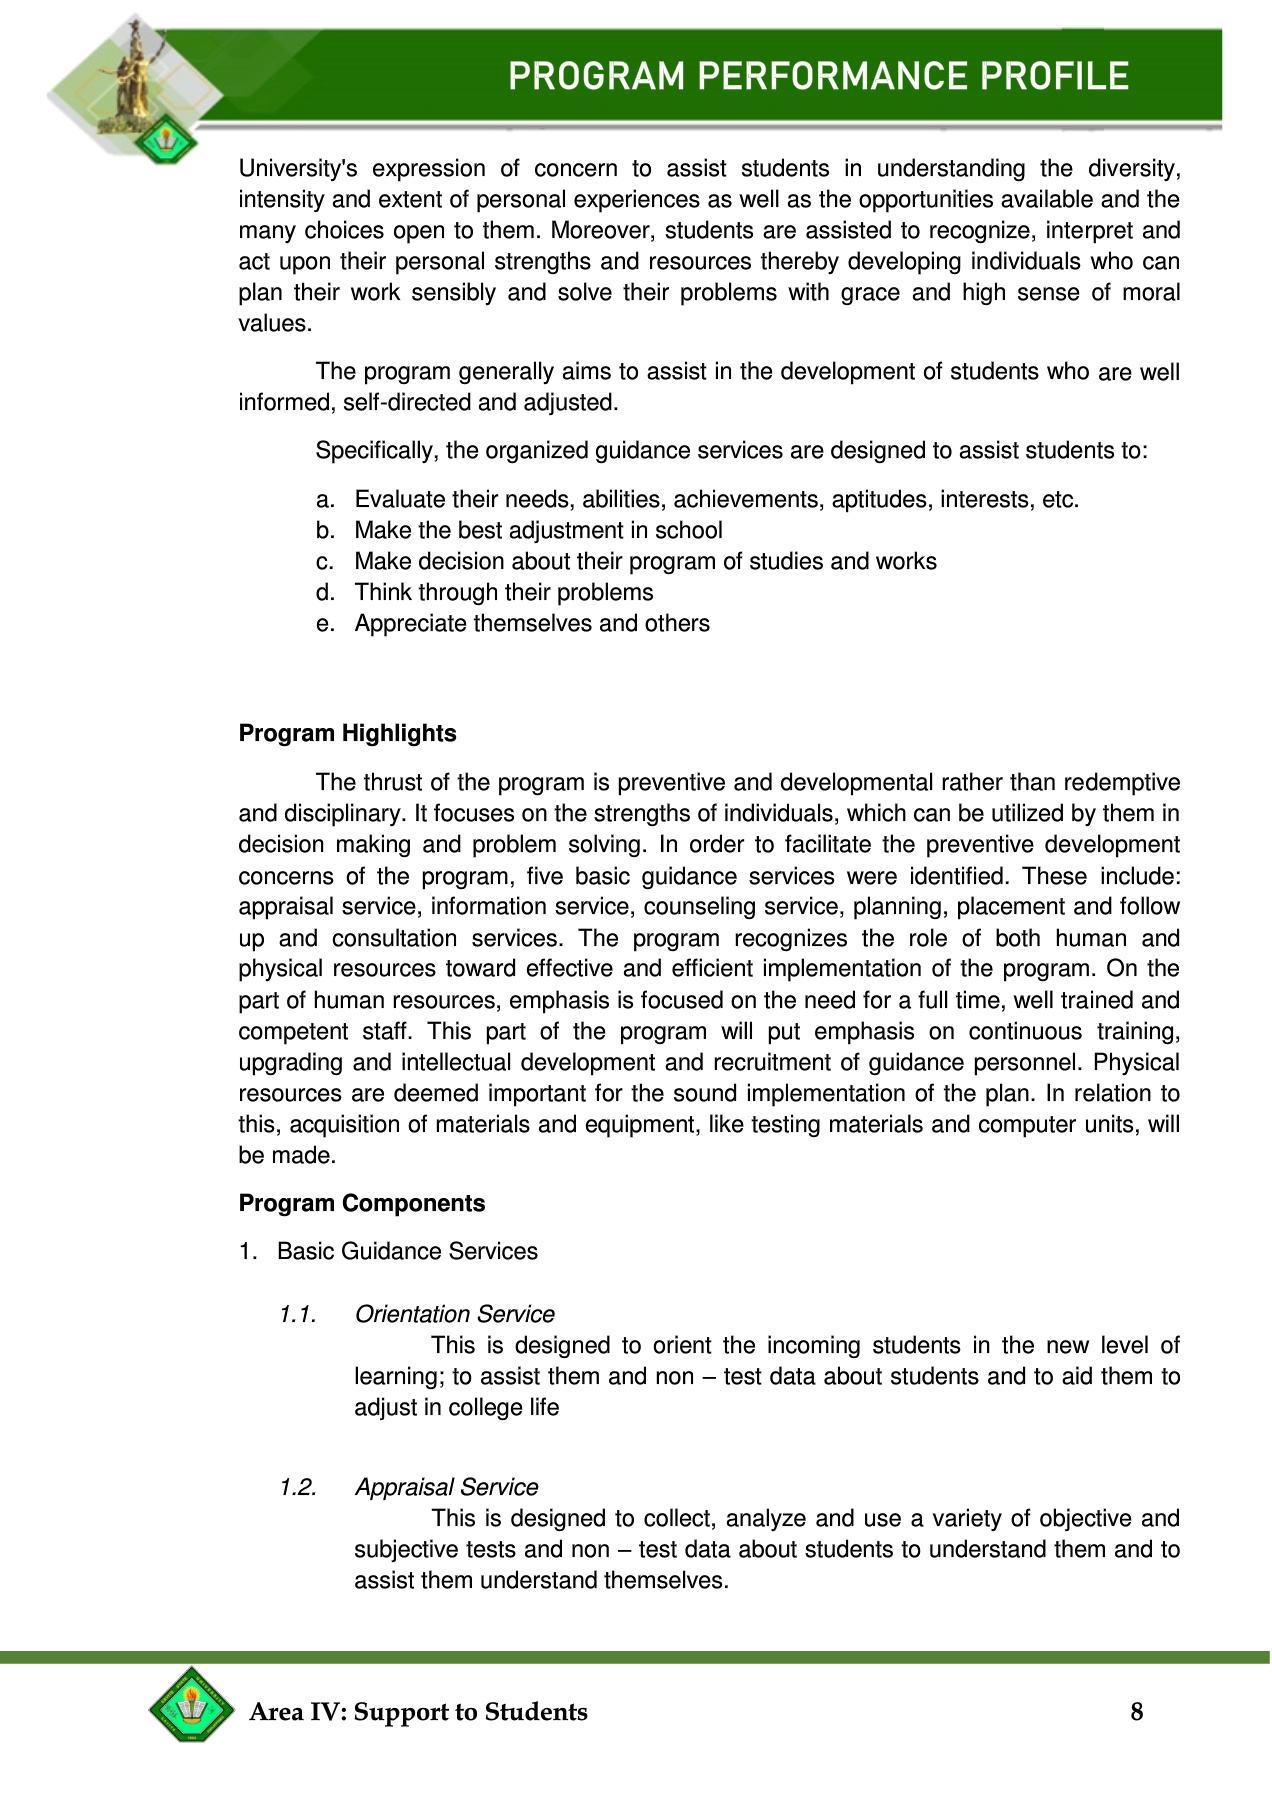 PROGRAM PERFORMANCE PROFILE
University's expression of concern to assist students in understanding the diversity,
intensity and extent of personal experiences as well as the opportunities available and the
many choices open to them. Moreover, students are assisted to recognize, interpret and
act upon their personal strengths and resources thereby developing individuals who can
plan their work sensibly and solve their problems with grace and high sense of moral
values.
The program generally aims to assist in the development of students who are well
informed, self-directed and adjusted.
Specifically, the organized guidance services are designed to assist students to:
a. Evaluate their needs, abilities, achievements, aptitudes, interests, etc.
b. Make the best adjustment in school
c. Make decision about their program of studies and works
d. Think through their problems
e. Appreciate themselves and others
Program Highlights
The thrust of the program is preventive and developmental rather than redemptive
and disciplinary. It focuses on the strengths of individuals, which can be utilized by them in
decision making and problem solving. In order to facilitate the preventive development
concerns of the program, five basic guidance services were identified. These include:
appraisal service, information service, counseling service, planning, placement and follow
up and consultation services. The program recognizes the role of both human and
physical resources toward effective and efficient implementation of the program. On the
part of human resources, emphasis is focused on the need for a full time, well trained and
competent staff. This part of the program will put emphasis on continuous training,
upgrading and intellectual development and recruitment of guidance personnel. Physical
resources are deemed important for the sound implementation of the plan. In relation to
this, acquisition of materials and equipment, like testing materials and computer units, will
be made.
Program Components
1. Basic Guidance Services
1.1. Orientation Service
This is designed to orient the incoming students in the new level of
learning; to assist them and non – test data about students and to aid them to
adjust in college life
1.2. Appraisal Service
This is designed to collect, analyze and use a variety of objective and
subjective tests and non – test data about students to understand them and to
assist them understand themselves.
Area IV: Support to Students 8